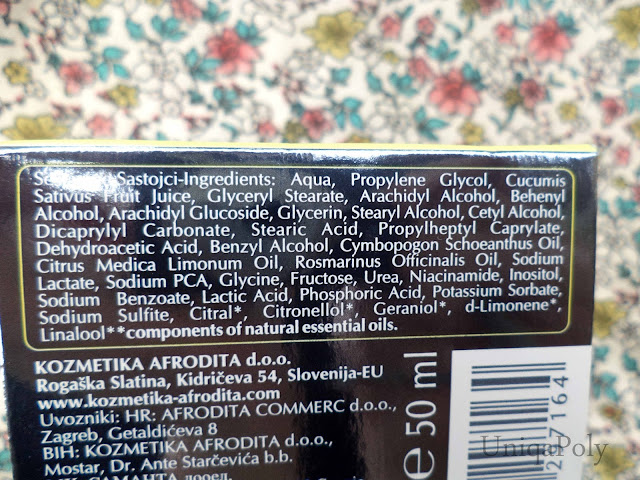 Sastojci-Ingredients: Aqua, Propylene Glycol, Cucumis
Sativus Fruit Juice, Glyceryl Stearate, Arachidyl Alcohol, Behenyl
Alcohol, Arachidyl Glucoside, Glycerin, Stearyl Alcohol, Cetyl Alcohol,
Dicaprylyl Carbonate, Stearic Acid, Propylheptyl Caprylate,
Dehydroacetic Acid, Benzyl Alcohol, Cymbopogon Schoeanthus Oil,
Citrus Medica Limonum Oil, Rosmarinus Officinalis Oil, Sodium
Lactate, Sodium PCA, Glycine, Fructose, Urea, Niacinamide, Inositol,
Sodium Benzoate, Lactic Acid, Phosphoric Acid, Potassium Sorbate,
Sodium Sulfite, Citral*, Citronellol*, Geraniol*, d-Limonene*,
Linalool**components of natural essential oils.
KOZMETIKA AFRODITA d.o.o.
Rogaška Slatina, Kidričeva 54, Slovenija-EU
www.kozmetika-afrodita.com
Uvozniki: HR: AFRODITA COMMERC d.o.o.,
Zagreb, Getaldićeva 8
BIH: KOZMETIKA AFRODITA d.o.o.,
Mostar, Dr. Ante Starčevića b.b.
САМАНТА
e 50 ml
27164
UniqaPoly